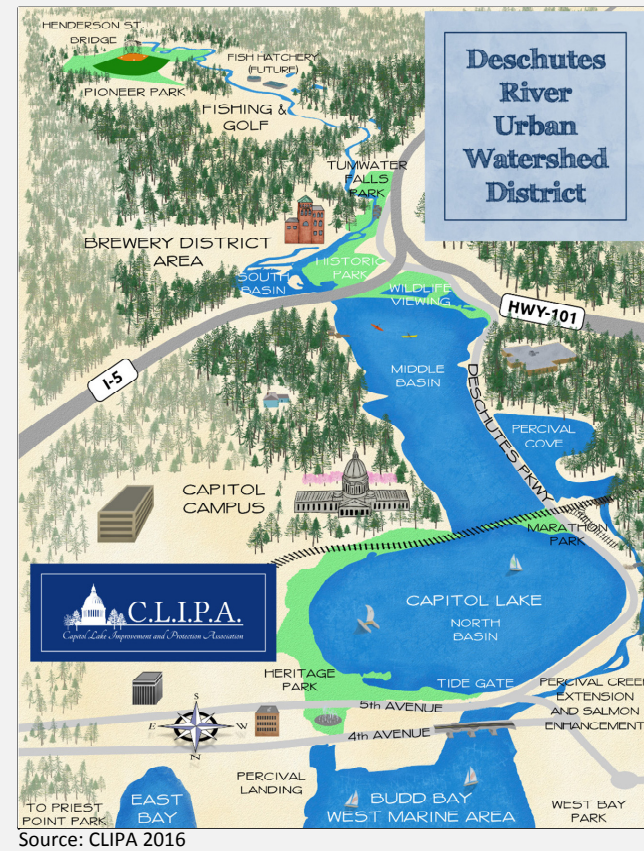 HENDERSON ST.
BRIDGE
FISH HATCHERY
(FUTURE)
PIONEER PARK
FISHING &
GOLF
Deschutes
River
Urban
Watershed
District
TUMWATER
FALLS
PARK
BREWERY DISTRICT
AREA
HISTORIC
PARK
SOUTH
BASIN
WILDLIFE
VIEWING
HWY-101
I-5
MIDDLE
BASIN
DESCHUTES PKWY
PERCIVAL
COVE
CAPITOL
CAMPUS
MARATHON
PARK
C.L.I.P.A.
Capitol Lake Improvement and Protection Association
CAPITOL LAKE
NORTH
BASIN
HERITAGE
PARK
TIDE GATE
PERCIVAL CREEK
EXTENSION
AND SALMON
ENHANCEMENT
5th AVENUE
S
E
W
N
4th AVENUE
PERCIVAL
LANDING
TO PRIEST
POINT PARK
EAST
BAY
BUDD BAY
WEST MARINE AREA
WEST BAY
PARK
Source: CLIPA 2016